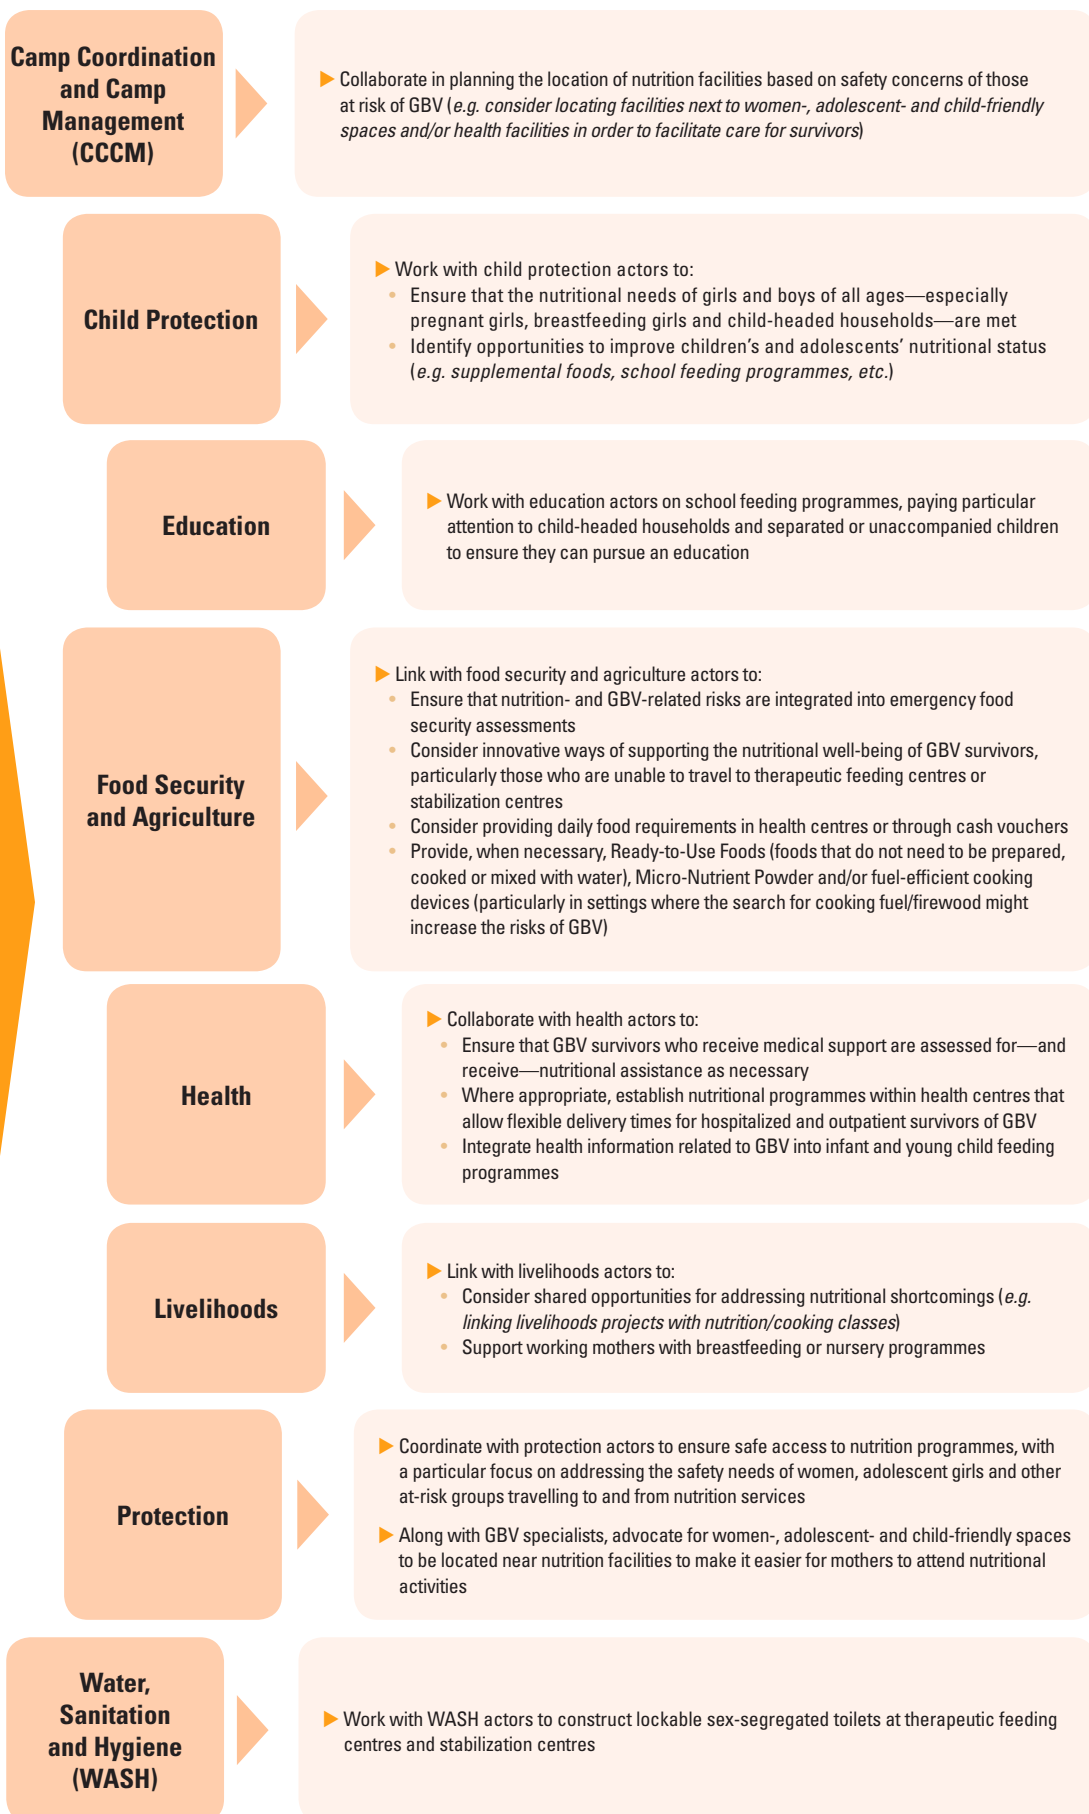 Camp Coordination
and Camp
Management
(CCCM)
▶ Collaborate in planning the location of nutrition facilities based on safety concerns of those
at risk of GBV (e.g. consider locating facilities next to women-, adolescent- and child-friendly
spaces and/or health facilities in order to facilitate care for survivors)
Child Protection
▶ Work with child protection actors to:
• Ensure that the nutritional needs of girls and boys of all ages—especially
pregnant girls, breastfeeding girls and child-headed households—are met
• Identify opportunities to improve children's and adolescents' nutritional status
(e.g. supplemental foods, school feeding programmes, etc.)
Education
▶ Work with education actors on school feeding programmes, paying particular
attention to child-headed households and separated or unaccompanied children
to ensure they can pursue an education
Food Security
and Agriculture
▶ Link with food security and agriculture actors to:
• Ensure that nutrition- and GBV-related risks are integrated into emergency food
security assessments
• Consider innovative ways of supporting the nutritional well-being of GBV survivors,
particularly those who are unable to travel to therapeutic feeding centres or
stabilization centres
• Consider providing daily food requirements in health centres or through cash vouchers
• Provide, when necessary, Ready-to-Use Foods (foods that do not need to be prepared,
cooked or mixed with water), Micro-Nutrient Powder and/or fuel-efficient cooking
devices (particularly in settings where the search for cooking fuel/firewood might
increase the risks of GBV)
Health
▶ Collaborate with health actors to:
• Ensure that GBV survivors who receive medical support are assessed for—and
receive—nutritional assistance as necessary
• Where appropriate, establish nutritional programmes within health centres that
allow flexible delivery times for hospitalized and outpatient survivors of GBV
• Integrate health information related to GBV into infant and young child feeding
programmes
Livelihoods
▶ Link with livelihoods actors to:
• Consider shared opportunities for addressing nutritional shortcomings (e.g.
linking livelihoods projects with nutrition/cooking classes)
• Support working mothers with breastfeeding or nursery programmes
Protection
▶ Coordinate with protection actors to ensure safe access to nutrition programmes, with
a particular focus on addressing the safety needs of women, adolescent girls and other
at-risk groups travelling to and from nutrition services
▶ Along with GBV specialists, advocate for women-, adolescent- and child-friendly spaces
to be located near nutrition facilities to make it easier for mothers to attend nutritional
activities
Water,
Sanitation
and Hygiene
(WASH)
▶ Work with WASH actors to construct lockable sex-segregated toilets at therapeutic feeding
centres and stabilization centres